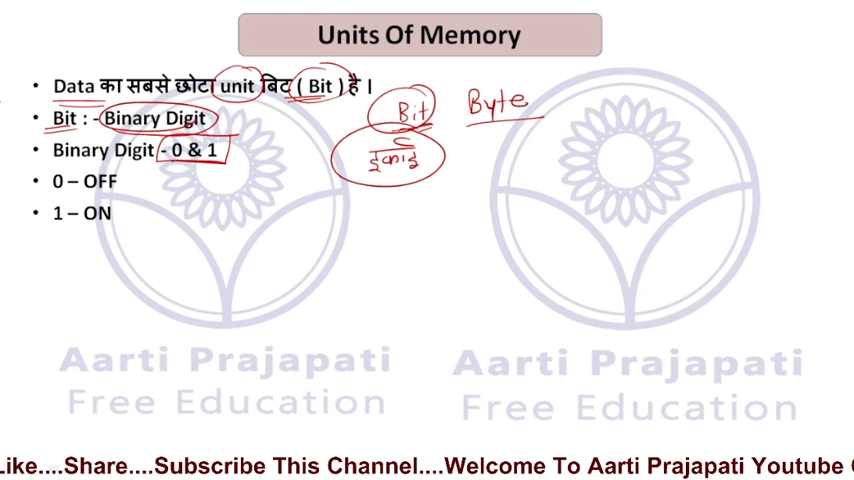 Units Of Memory
• Data का सबसे छोटा unit बिट ( Bit ) है ।
• Bit : - Binary Digit
Bit Byte
• Binary Digit - 0 & 1
इकाई
• 0 – OFF
• 1 – ON
Aarti Prajapati Aarti Prajapati
Free Education Free Education
Like....Share....Subscribe This Channel....Welcome To Aarti Prajapati Youtube